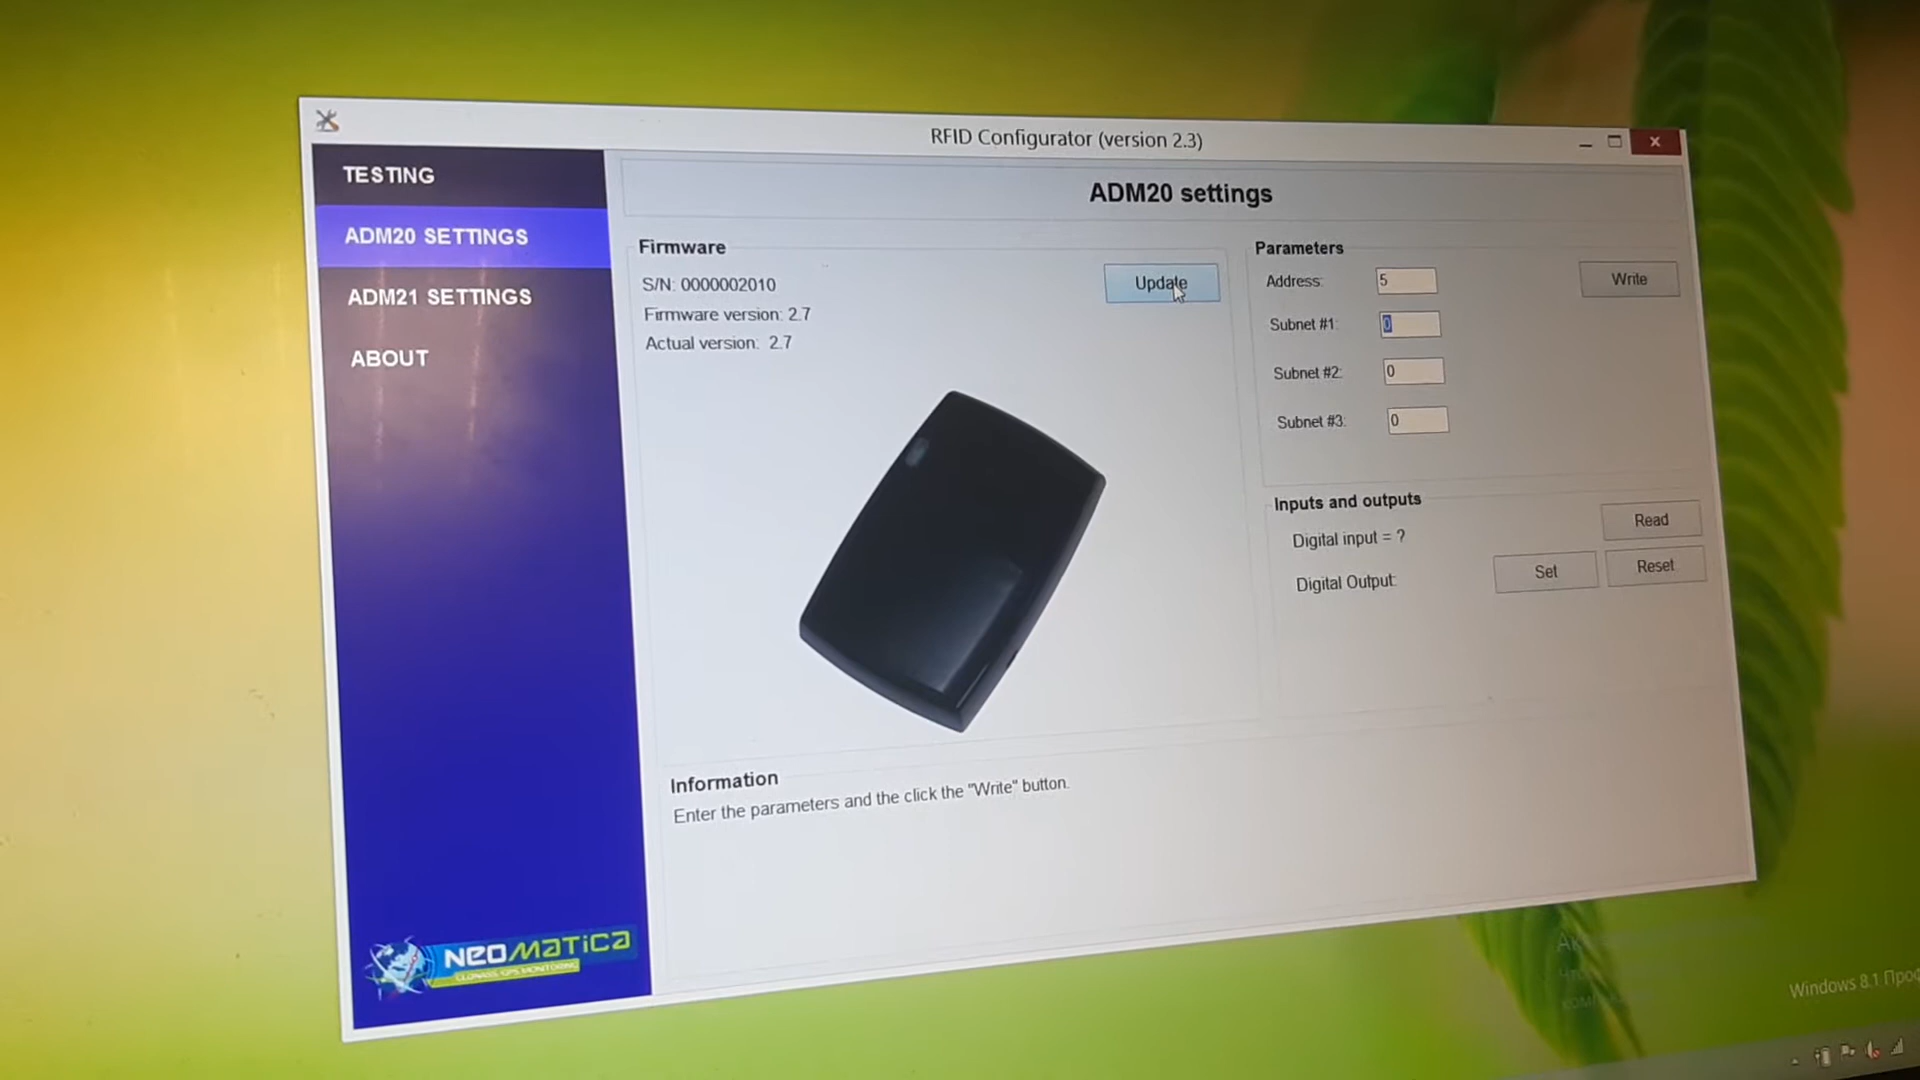 RFID Configurator (version 2.3)
TESTING
ADM20 SETTINGS
ADM21 SETTINGS
ABOUT
ADM20 settings
Firmware
S/N: 0000002010
Firmware version: 2.7
Actual version: 2.7
Update
Parameters
Address: 5
Write
Subnet #1: 0
Subnet #2: 0
Subnet #3: 0
Inputs and outputs
Digital input = ?
Read
Digital Output:
Set
Reset
Information
Enter the parameters and the click the "Write" button.
NEOMATICA
GLONASS/GPS MONITORING
Windows 8.1